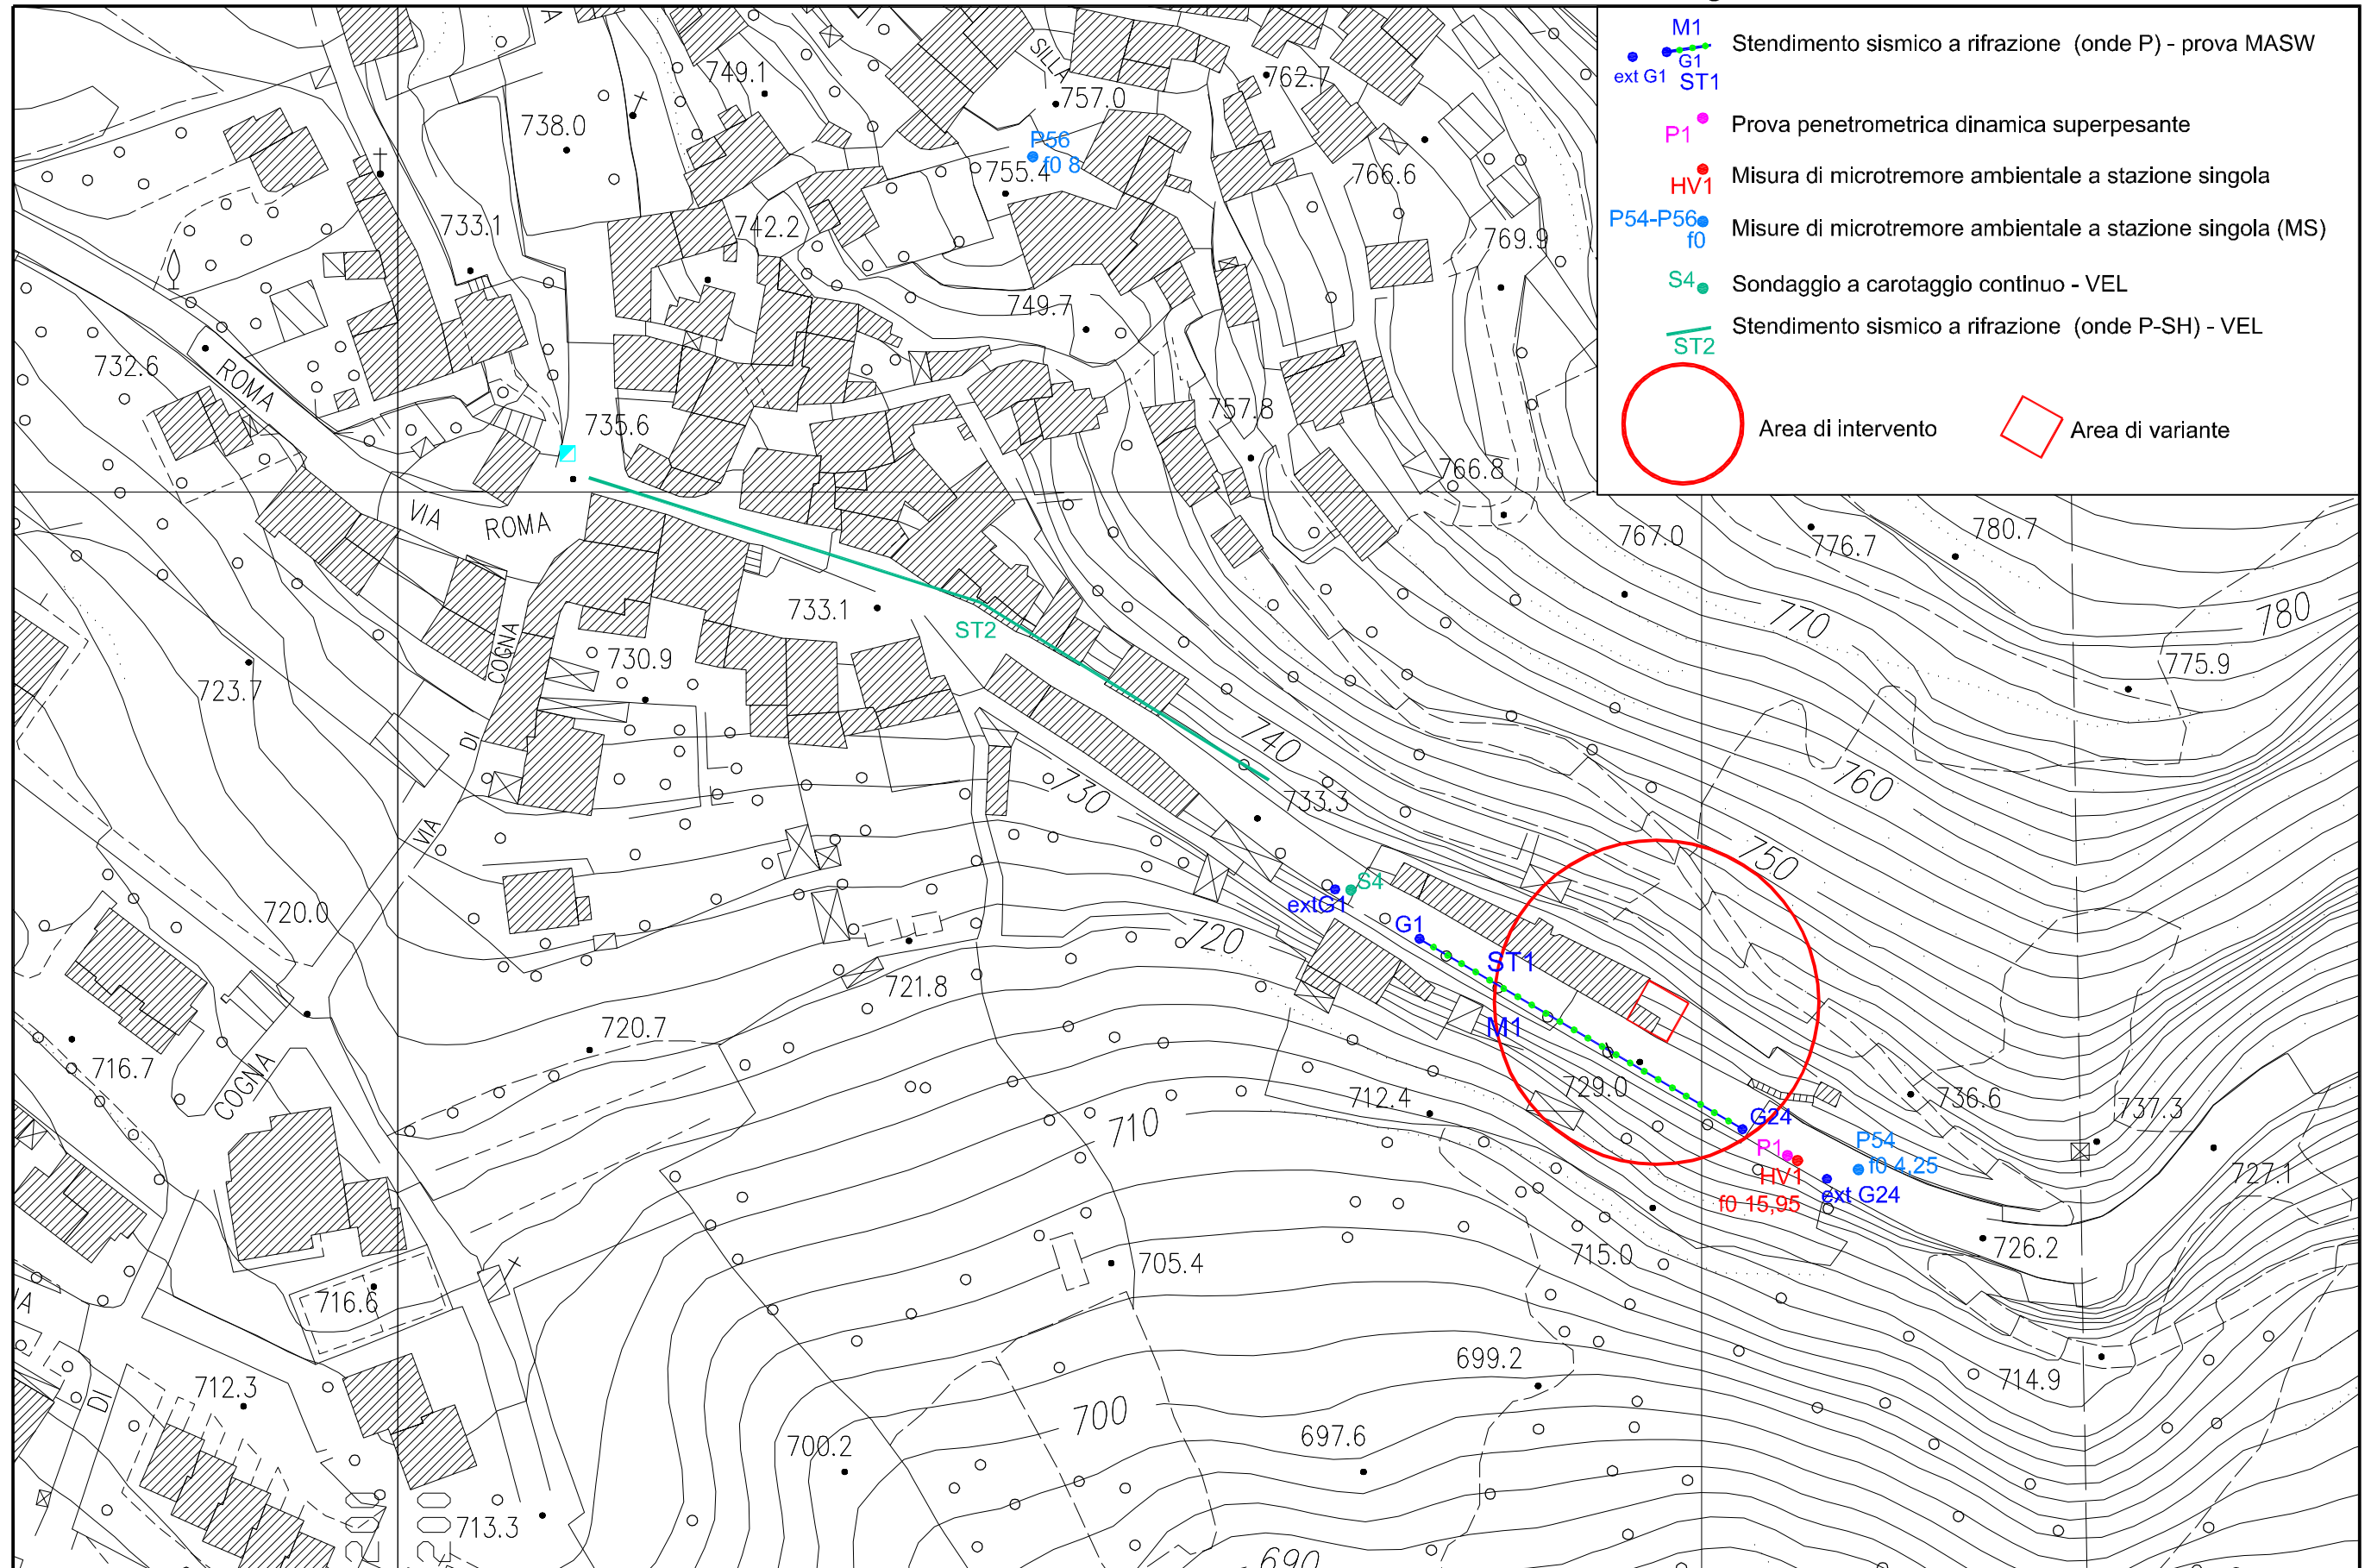 M1
G1
ext G1
ST1
Stendimento sismico a rifrazione (onde P) - prova MASW
P1
Prova penetrometrica dinamica superpesante
HV1
Misura di microtremore ambientale a stazione singola
P54-P56
f0
Misure di microtremore ambientale a stazione singola (MS)
S4
Sondaggio a carotaggio continuo - VEL
ST2
Stendimento sismico a rifrazione (onde P-SH) - VEL
Area di intervento
Area di variante
SILLA
749.1
762.7
757.0
738.0
P56
f0 8
755.4
766.6
733.1
742.2
769.9
749.7
732.6
ROMA
757.8
735.6
766.8
VIA
ROMA
767.0
776.7
780.7
733.1
ST2
770
780
COGNA
730.9
775.9
723.7
DI
740
760
730
733.3
VIA
750
S4
extG1
720.0
G1
720
ST1
721.8
M1
720.7
716.7
COGNA
729.0
712.4
736.6
737.3
710
G24
P1
P54
f0 4,25
HV1
ext G24
f0 15,95
727.1
726.2
715.0
705.4
716.6
699.2
714.9
712.3
DI
700
697.6
700.2
713.3
690